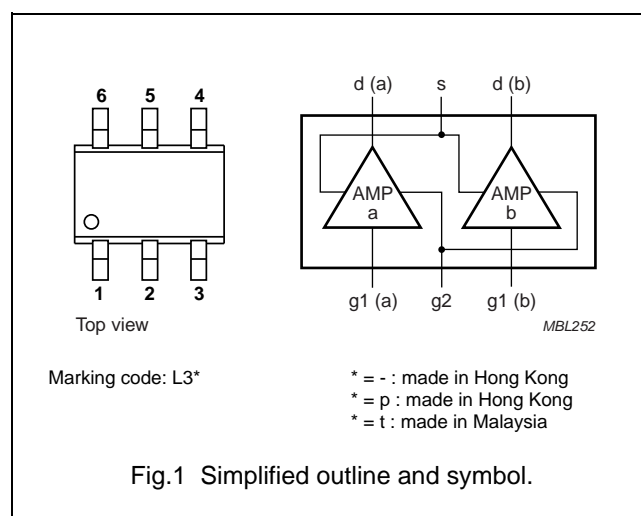 6 5 4
1 2 3
Top view
d (a) s d (b)
AMP
a
AMP
b
g1 (a) g2 g1 (b)
MBL252
Marking code: L3*
* = - : made in Hong Kong
* = p : made in Hong Kong
* = t : made in Malaysia
Fig.1 Simplified outline and symbol.